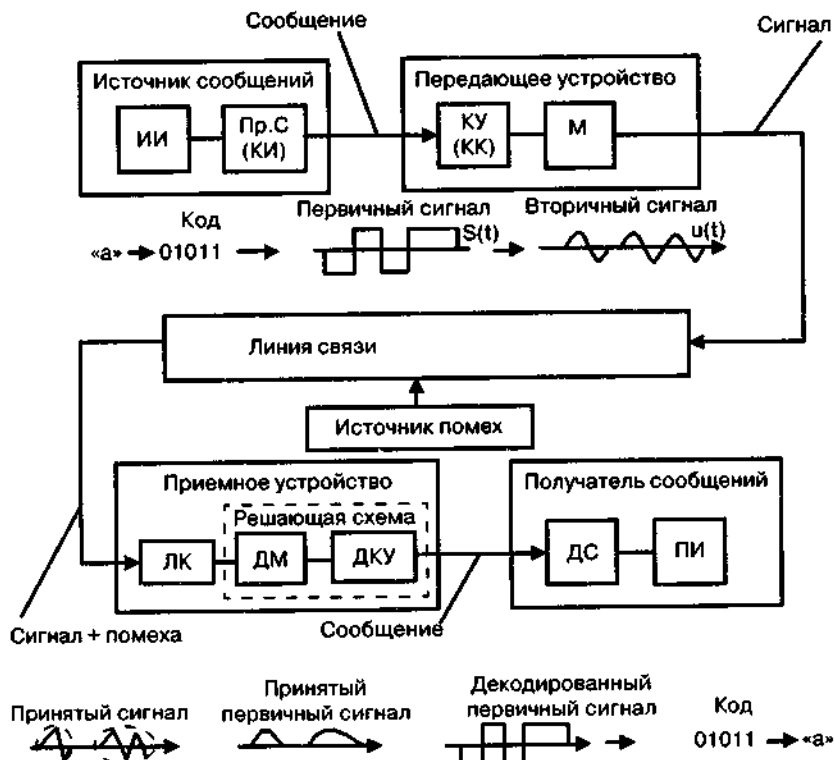 Сообщение
Сигнал
Источник сообщений
Передающее устройство
ИИ
Пр.С
(КИ)
КУ
(КК)
М
Код
Первичный сигнал
Вторичный сигнал
«а» 01011
S(t)
u(t)
Линия связи
Источник помех
Приемное устройство
Получатель сообщений
Решающая схема
ЛК
ДМ
ДКУ
ДС
ПИ
Сигнал + помеха
Сообщение
Принятый сигнал
Принятый
первичный сигнал
Декодированный
первичный сигнал
Код
01011 «а»